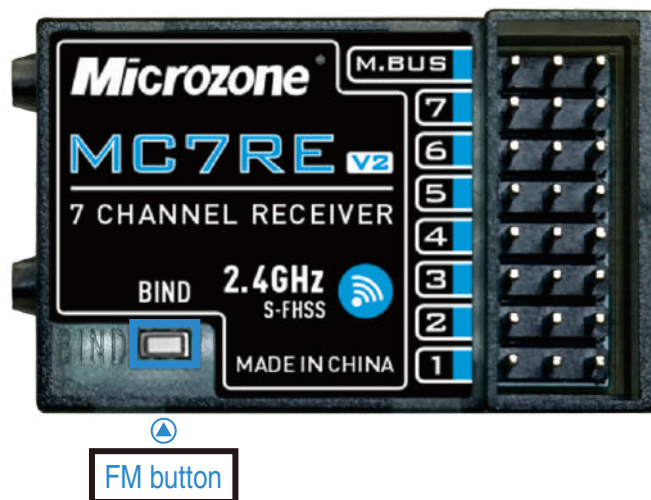 Microzone
MC7RE V2
7 CHANNEL RECEIVER
BIND
2.4GHz
S-FHSS
MADE IN CHINA
M.BUS
7
6
5
4
3
2
1
BIND
FM button